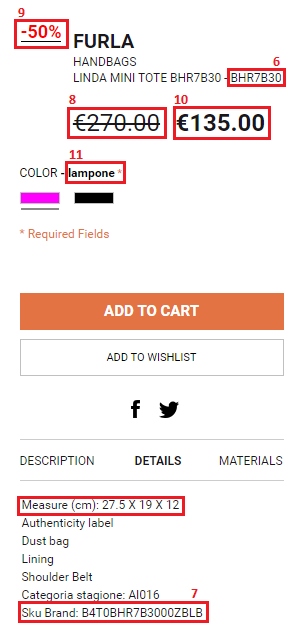 9
-50%
FURLA
HANDBAGS
6
LINDA MINI TOTE BHR7B30 - BHR7B30
8 10
€270.00 €135.00
11
COLOR - lampone *
* Required Fields
ADD TO CART
ADD TO WISHLIST
DESCRIPTION DETAILS MATERIALS
Measure (cm): 27.5 X 19 X 12
Authenticity label
Dust bag
Lining
Shoulder Belt
Categoria stagione: AI016
7
Sku Brand: B4T0BHR7B3000ZBLB